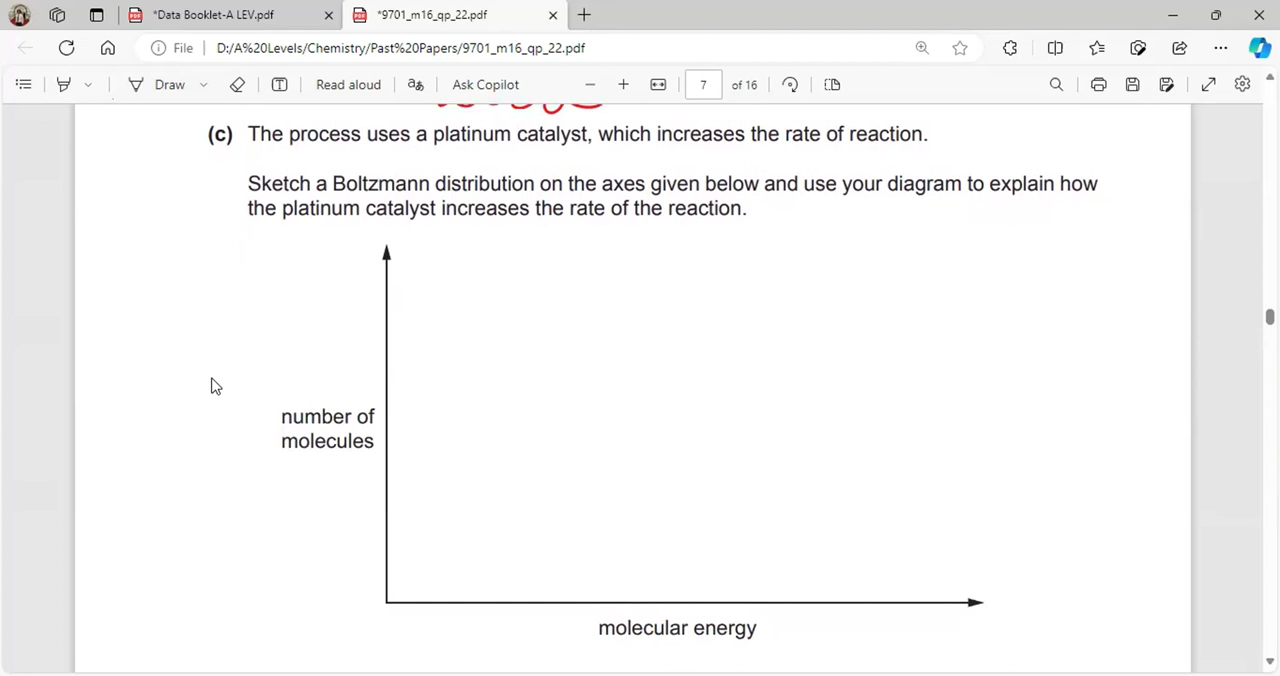 *Data Booklet-A LEV.pdf
*9701_m16_qp_22.pdf
File
D:/A%20Levels/Chemistry/Past%20Papers/9701_m16_qp_22.pdf
Draw
Read aloud
Ask Copilot
7
of 16
(c) The process uses a platinum catalyst, which increases the rate of reaction.
Sketch a Boltzmann distribution on the axes given below and use your diagram to explain how
the platinum catalyst increases the rate of the reaction.
number of
molecules
molecular energy